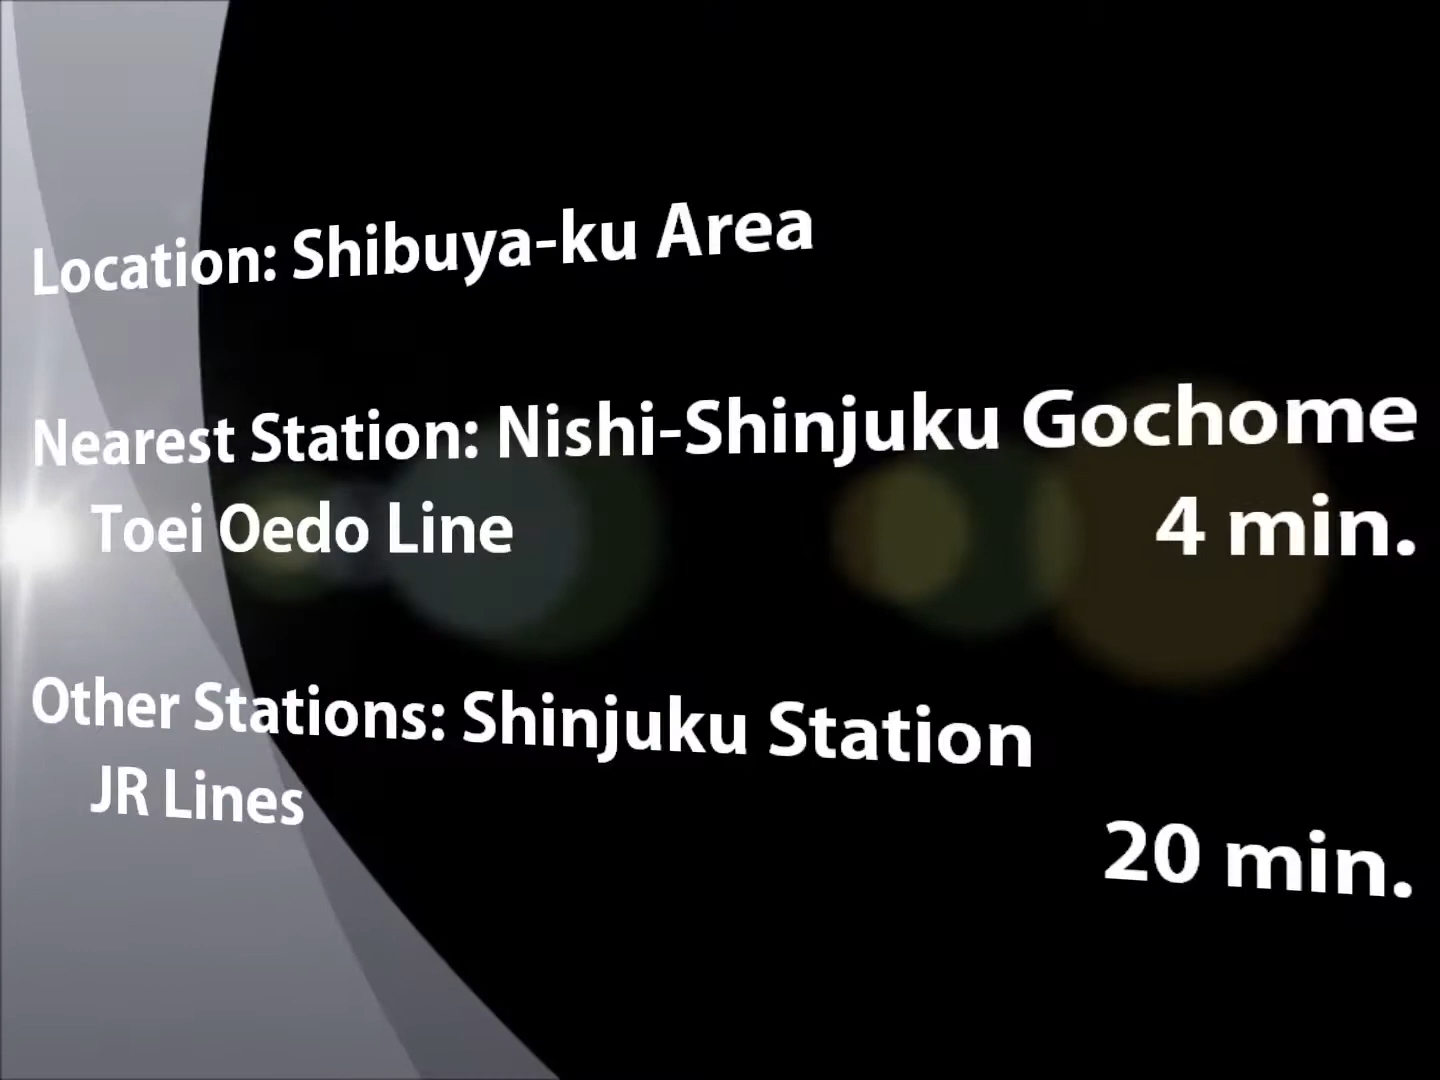 Location: Shibuya-ku Area
Nearest Station: Nishi-Shinjuku Gochome
Toei Oedo Line 4 min.
Other Stations: Shinjuku Station
JR Lines
20 min.